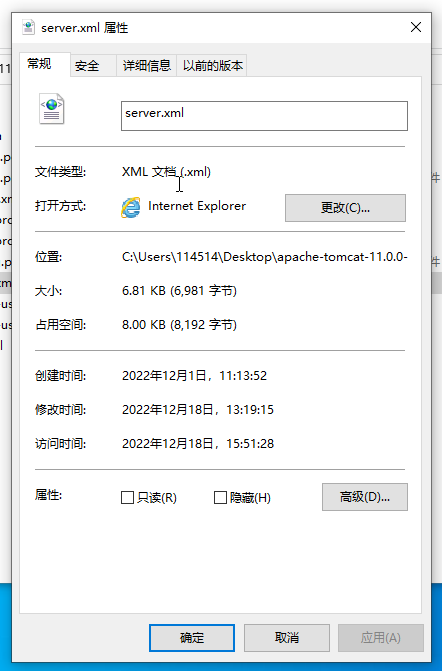 server.xml 属性
常规
安全
详细信息
以前的版本
server.xml
文件类型: XML 文档 (.xml)
打开方式: Internet Explorer 更改(C)...
位置: C:\Users\114514\Desktop\apache-tomcat-11.0.0-
大小: 6.81 KB (6,981 字节)
占用空间: 8.00 KB (8,192 字节)
创建时间: 2022年12月1日，11:13:52
修改时间: 2022年12月18日，13:19:15
访问时间: 2022年12月18日，15:51:28
属性: 只读(R) 隐藏(H) 高级(D)...
确定 取消 应用(A)